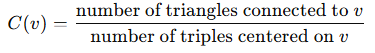 C(v) = number of triangles connected to v / number of triples centered on v